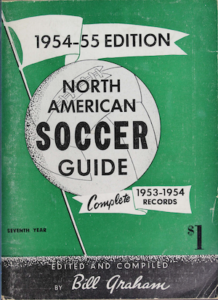 1954-55 EDITION
NORTH
AMERICAN
SOCCER
GUIDE
Complete 1953-1954
RECORDS
$1
SEVENTH YEAR
EDITED AND COMPILED
BY Bill Graham